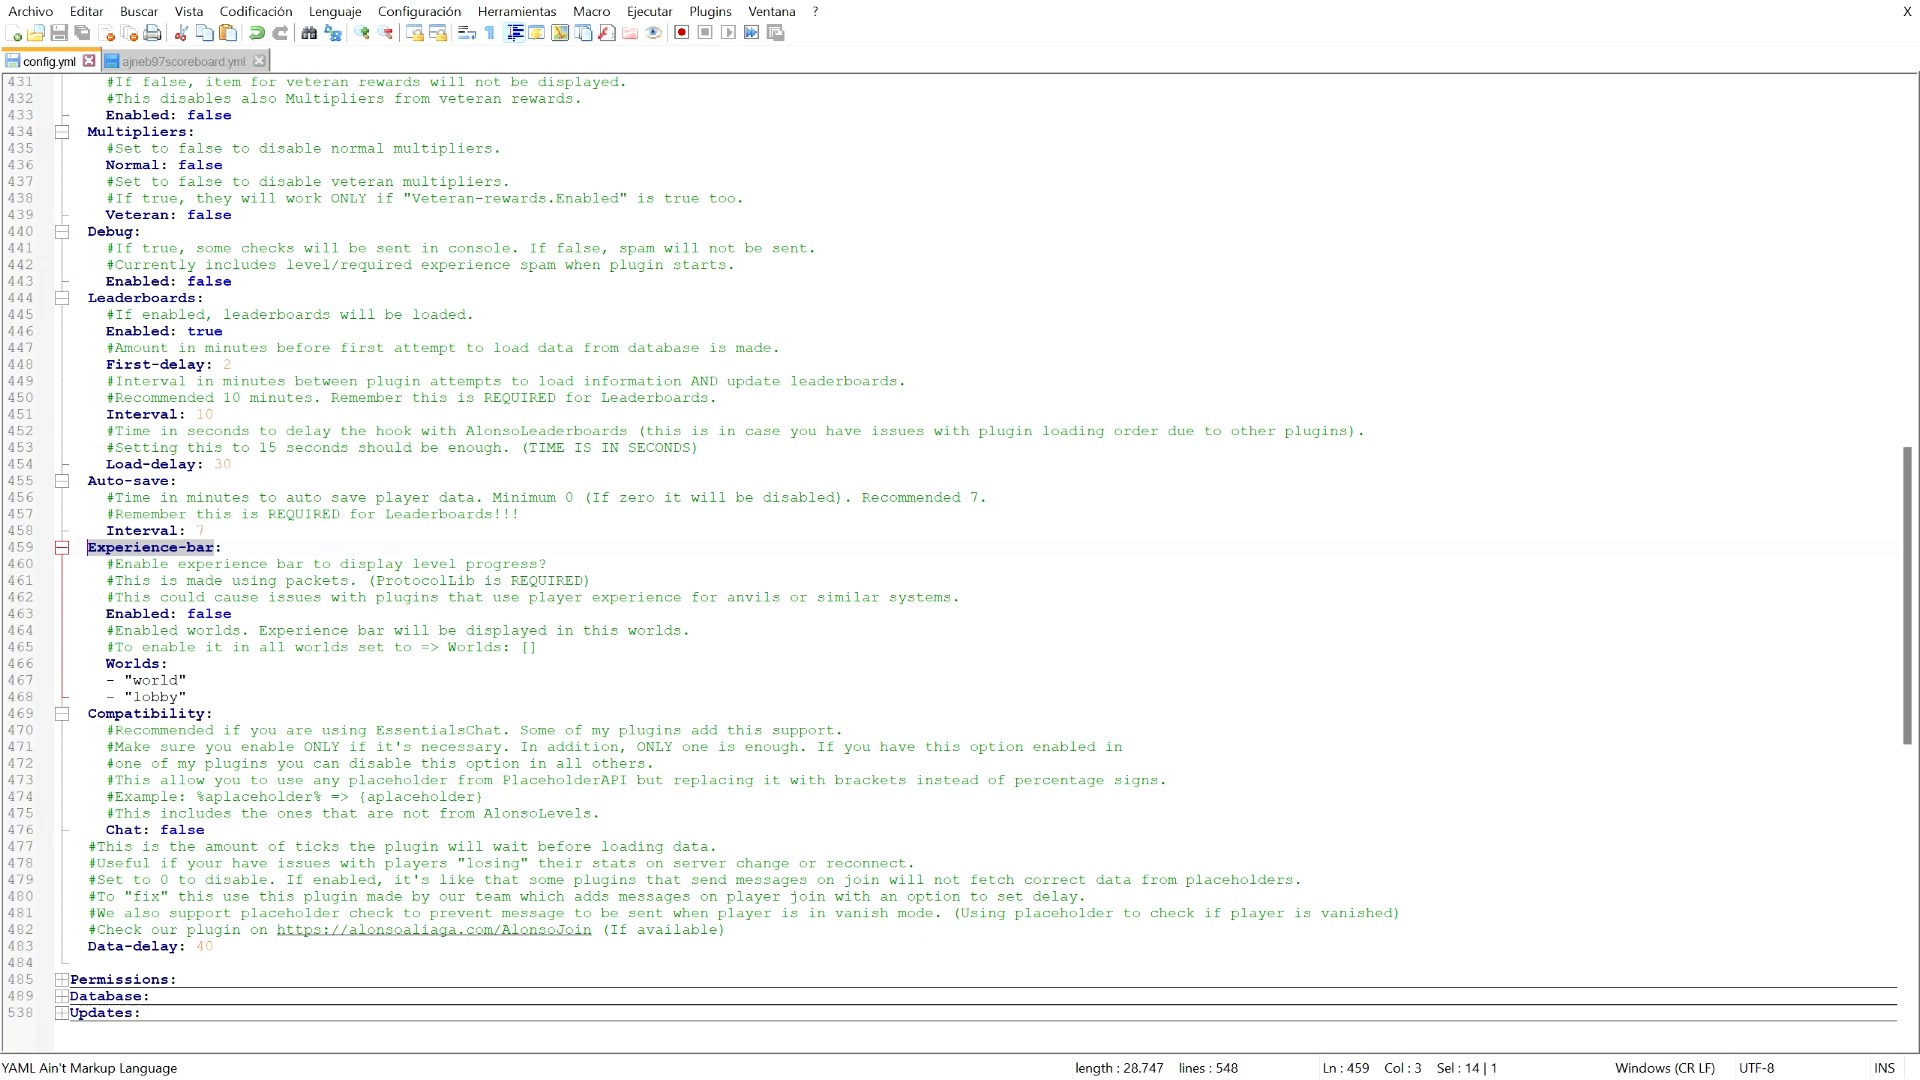 Archivo Editar Buscar Vista Codificación Lenguaje Configuración Herramientas Macro Ejecutar Plugins Ventana ? X
config.yml ajneb97scoreboard.yml
431 #If false, item for veteran rewards will not be displayed.
432 #This disables also Multipliers from veteran rewards.
433 Enabled: false
434 Multipliers:
435 #Set to false to disable normal multipliers.
436 Normal: false
437 #Set to false to disable veteran multipliers.
438 #If true, they will work ONLY if "Veteran-rewards.Enabled" is true too.
439 Veteran: false
440 Debug:
441 #If true, some checks will be sent in console. If false, spam will not be sent.
442 #Currently includes level/required experience spam when plugin starts.
443 Enabled: false
444 Leaderboards:
445 #If enabled, leaderboards will be loaded.
446 Enabled: true
447 #Amount in minutes before first attempt to load data from database is made.
448 First-delay: 2
449 #Interval in minutes between plugin attempts to load information AND update leaderboards.
450 #Recommended 10 minutes. Remember this is REQUIRED for Leaderboards.
451 Interval: 10
452 #Time in seconds to delay the hook with AlonsoLeaderboards (this is in case you have issues with plugin loading order due to other plugins).
453 #Setting this to 15 seconds should be enough. (TIME IS IN SECONDS)
454 Load-delay: 30
455 Auto-save:
456 #Time in minutes to auto save player data. Minimum 0 (If zero it will be disabled). Recommended 7.
457 #Remember this is REQUIRED for Leaderboards!!!
458 Interval: 7
459 Experience-bar:
460 #Enable experience bar to display level progress?
461 #This is made using packets. (ProtocolLib is REQUIRED)
462 #This could cause issues with plugins that use player experience for anvils or similar systems.
463 Enabled: false
464 #Enabled worlds. Experience bar will be displayed in this worlds.
465 #To enable it in all worlds set to => Worlds: []
466 Worlds:
467 - "world"
468 - "lobby"
469 Compatibility:
470 #Recommended if you are using EssentialsChat. Some of my plugins add this support.
471 #Make sure you enable ONLY if it's necessary. In addition, ONLY one is enough. If you have this option enabled in
472 #one of my plugins you can disable this option in all others.
473 #This allow you to use any placeholder from PlaceholderAPI but replacing it with brackets instead of percentage signs.
474 #Example: %aplaceholder% => {aplaceholder}
475 #This includes the ones that are not from AlonsoLevels.
476 Chat: false
477 #This is the amount of ticks the plugin will wait before loading data.
478 #Useful if your have issues with players "losing" their stats on server change or reconnect.
479 #Set to 0 to disable. If enabled, it's like that some plugins that send messages on join will not fetch correct data from placeholders.
480 #To "fix" this use this plugin made by our team which adds messages on player join with an option to set delay.
481 #We also support placeholder check to prevent message to be sent when player is in vanish mode. (Using placeholder to check if player is vanished)
482 #Check our plugin on https://alonsoaliaga.com/AlonsoJoin (If available)
483 Data-delay: 40
484
485 Permissions:
489 Database:
538 Updates:
YAML Ain't Markup Language length : 28.747 lines : 548 Ln : 459 Col : 3 Sel : 14 | 1 Windows (CR LF) UTF-8 INS